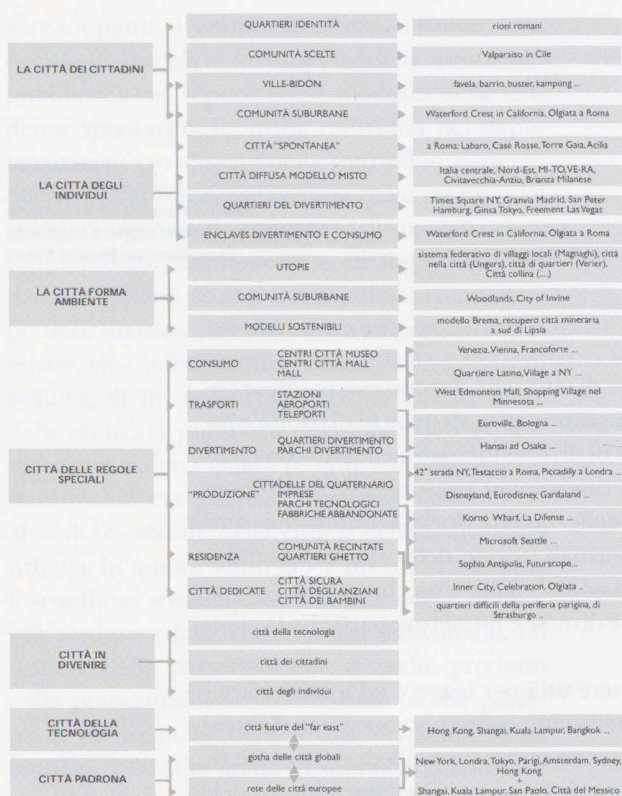 QUARTIERI IDENTITÀ
rioni romani
LA CITTÀ DEI CITTADINI
COMUNITÀ SCELTE
Valparaiso in Cile
VILLE-BIDON
favela, barrio, buster, kampung ...
COMUNITÀ SUBURBANE
Waterford Crest in California, Olgiata a Roma
CITTÀ "SPONTANEA"
a Roma: Labaro, Case Rosse, Torre Gaia, Acilia
LA CITTÀ DEGLI
INDIVIDUI
CITTÀ DIFFUSA MODELLO MISTO
Italia centrale, Nord-Est, MI-TO, VE-RA,
Civitavecchia-Anzio, Brianza Milanese
QUARTIERI DEL DIVERTIMENTO
Times Square NY, Granvia Madrid, San Peter
Hamburg, Ginsa Tokyo, Freement Las Vegas
ENCLAVES DIVERTIMENTO E CONSUMO
Waterford Crest in California, Olgiata a Roma
LA CITTÀ FORMA
AMBIENTE
UTOPIE
sistema federativo di villaggi locali (Magnaghi), città
nella città (Ungers), città di quartieri (Verier),
Città collina (....)
COMUNITÀ SUBURBANE
Woodlands, City of Invine
MODELLI SOSTENIBILI
modello Brema, recupero città mineraria
a sud di Lipsia
CITTÀ DELLE REGOLE
SPECIALI
CONSUMO
CENTRI CITTÀ MUSEO
CENTRI CITTÀ MALL
MALL
Venezia, Vienna, Francoforte ...
Quartiere Latino, Village a NY ...
West Edmonton Mall, Shopping Village nel
Minnesota ...
TRASPORTI
STAZIONI
AEROPORTI
TELEPORTI
Euroville, Bologna ...
Hansai ad Osaka ...
DIVERTIMENTO
QUARTIERI DIVERTIMENTO
PARCHI DIVERTIMENTO
42° strada NY, Testaccio a Roma, Piccadilly a Londra ...
Disneyland, Eurodisney, Gardaland ...
"PRODUZIONE"
CITTADELLE DEL QUATERNARIO
IMPRESE
PARCHI TECNOLOGICI
FABBRICHE ABBANDONATE
Korno Wharf, La Difense ...
Microsoft Seattle ...
Sophia Antipolis, Futurscope...
RESIDENZA
COMUNITÀ RECINTATE
QUARTIERI GHETTO
CITTÀ DEDICATE
CITTÀ SICURA
CITTÀ DEGLI ANZIANI
CITTÀ DEI BAMBINI
Inner City, Celebration, Olgiata ..
quartieri difficili della periferia parigina, di
Strasburgo ...
CITTÀ IN
DIVENIRE
città della tecnologia
città dei cittadini
città degli individui
CITTÀ DELLA
TECNOLOGIA
città future del "far east"
Hong Kong, Shangai, Kuala Lampur, Bangkok ...
CITTÀ PADRONA
gotha delle città globali
rete delle città europee
New York, Londra, Tokyo, Parigi, Amsterdam, Sydney,
Hong Kong
+
Shangai, Kuala Lampur, San Paolo, Città del Messico